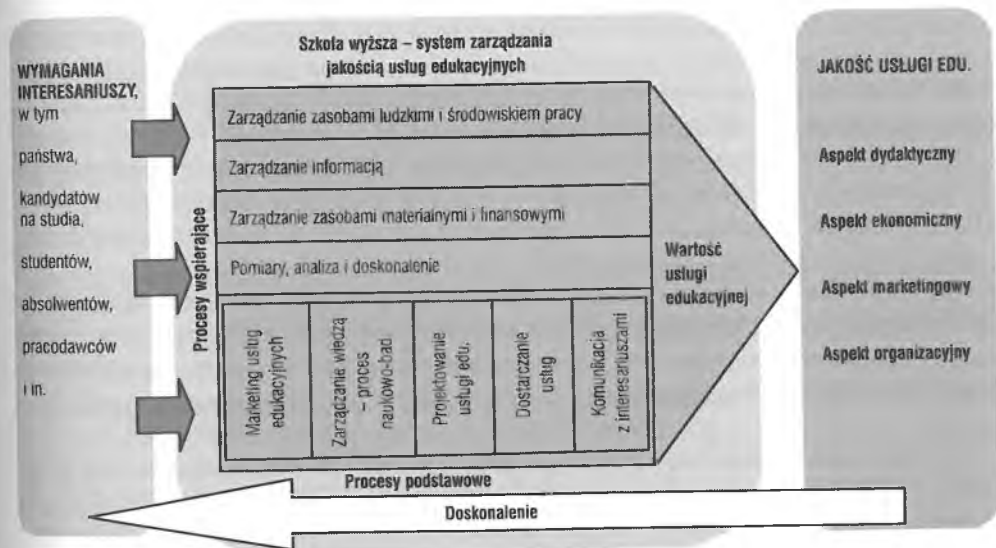 WYMAGANIA
INTERESARIUSZY,
w tym
państwa,
kandydatów
na studia,
studentów,
absolwentów,
pracodawców
i in.
Szkoła wyższa – system zarządzania
jakością usług edukacyjnych
Procesy wspierające
Zarządzanie zasobami ludzkimi i środowiskiem pracy
Zarządzanie informacją
Zarządzanie zasobami materialnymi i finansowymi
Pomiary, analiza i doskonalenie
Marketing usług
edukacyjnych
Zarządzanie wiedzą
– proces
naukowo-bad
Projektowanie
usługi edu.
Dostarczanie
usług
Komunikacja
z interesariuszami
Procesy podstawowe
Wartość
usługi
edukacyjnej
JAKOŚĆ USŁUGI EDU.
Aspekt dydaktyczny
Aspekt ekonomiczny
Aspekt marketingowy
Aspekt organizacyjny
Doskonalenie